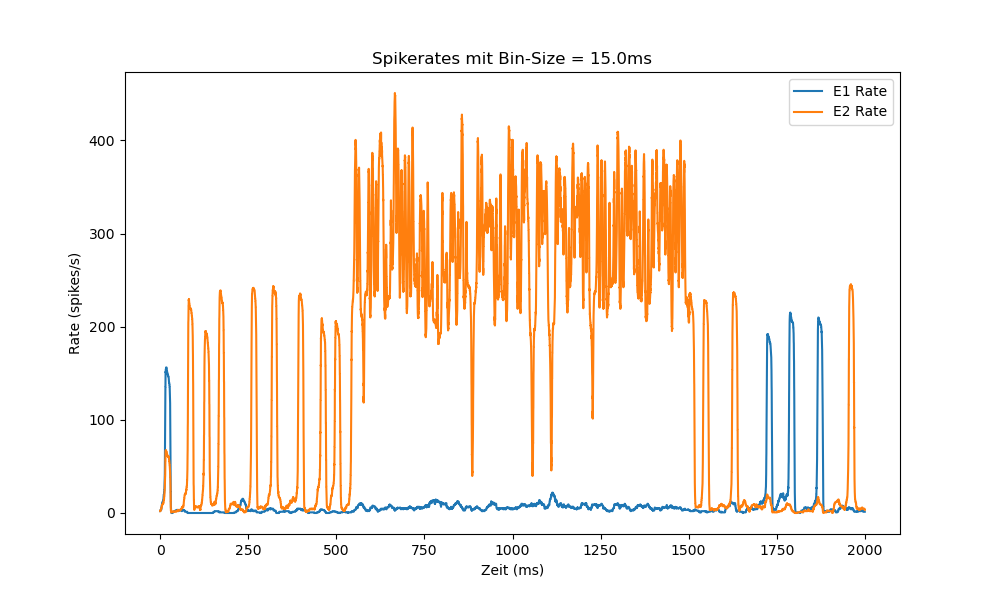 Spikerates mit Bin-Size = 15.0ms
E1 Rate
E2 Rate
Rate (spikes/s)
400
300
200
100
0
0 250 500 750 1000 1250 1500 1750 2000
Zeit (ms)